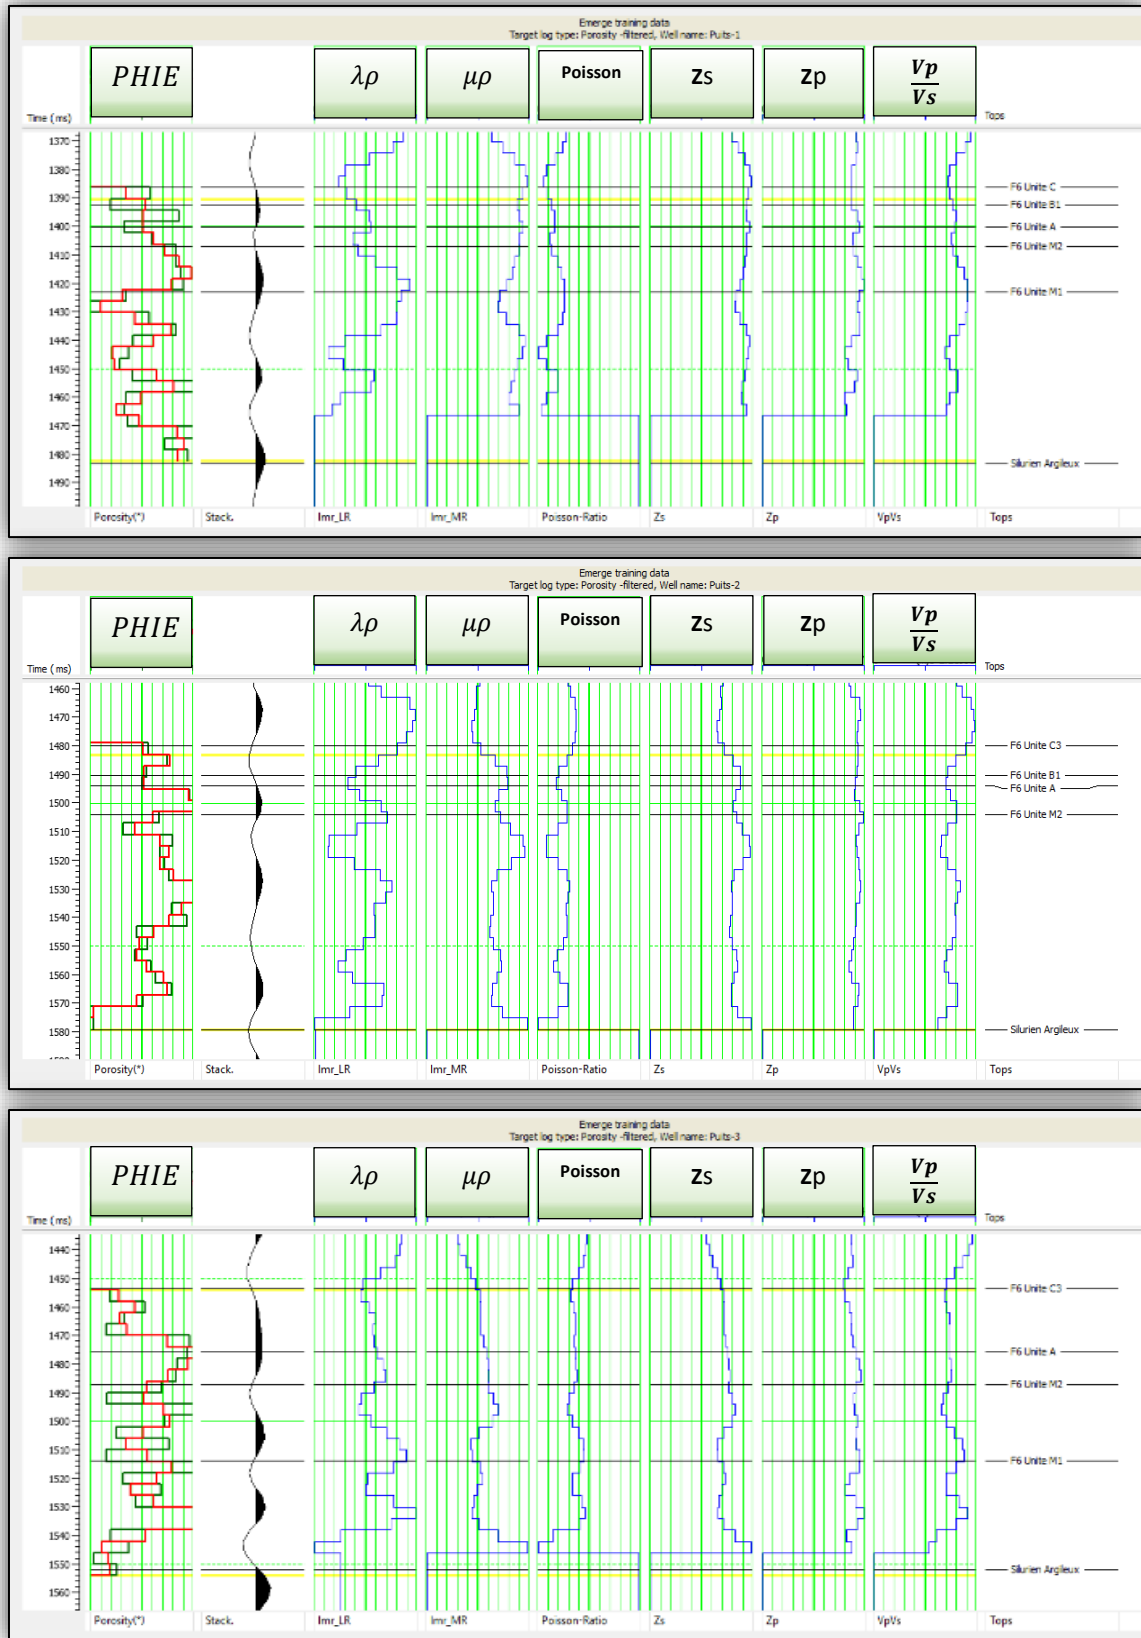 Emerge training data
Target log type: Porosity -filtered, Well name: Puits-1
PHIE λρ μρ Poisson Zs Zp Vp/Vs
Time (ms) Tops
1370
1380
F6 Unite C
1390
F6 Unite B1
1400 F6 Unite A
F6 Unite M2
1410
1420
F6 Unite M1
1430
1440
1450
1460
1470
1480
Silurien Argileux
1490
Porosity(*) Stack. Imr_LR Imr_MR Poisson-Ratio Zs Zp VpVs Tops
Emerge training data
Target log type: Porosity -filtered, Well name: Puits-2
PHIE λρ μρ Poisson Zs Zp Vp/Vs
Time (ms) Tops
1460
1470
1480 F6 Unite C3
1490 F6 Unite B1
F6 Unite A
1500
F6 Unite M2
1510
1520
1530
1540
1550
1560
1570
1580 Silurien Argileux
Porosity(*) Stack. Imr_LR Imr_MR Poisson-Ratio Zs Zp VpVs Tops
Emerge training data
Target log type: Porosity -filtered, Well name: Puits-3
PHIE λρ μρ Poisson Zs Zp Vp/Vs
Time (ms) Tops
1440
1450
F6 Unite C3
1460
1470
F6 Unite A
1480
F6 Unite M2
1490
1500
1510
F6 Unite M1
1520
1530
1540
1550
Silurien Argileux
1560
Porosity(*) Stack. Imr_LR Imr_MR Poisson-Ratio Zs Zp VpVs Tops